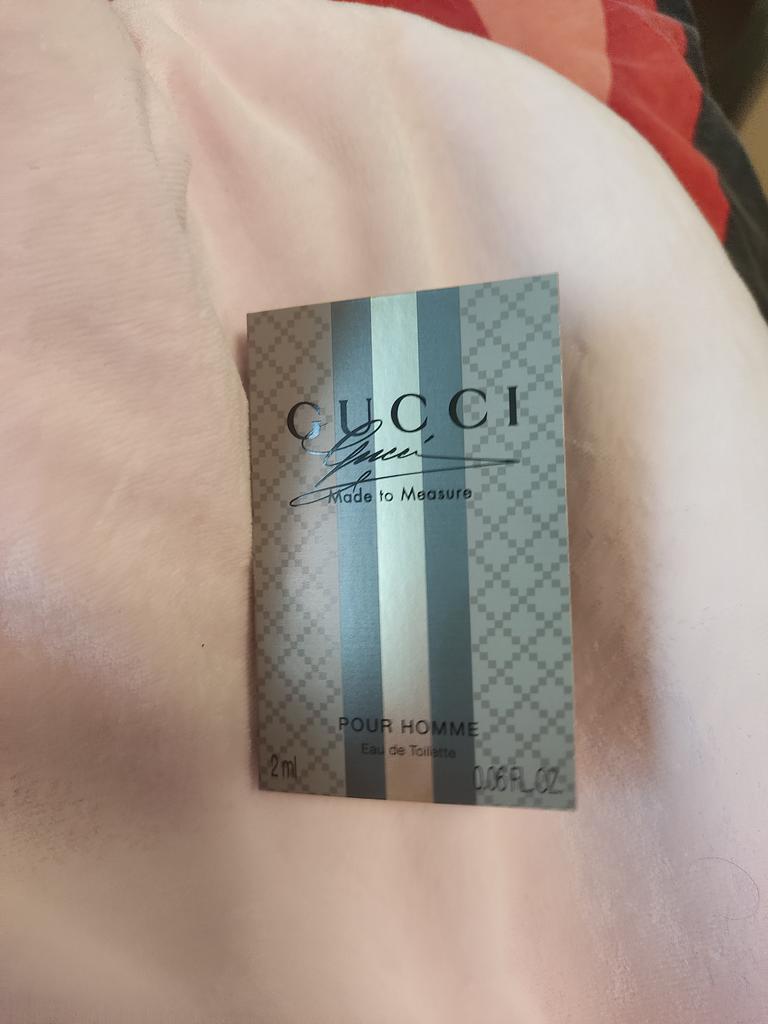 GUCCI
Gucci
Made to Measure
POUR HOMME
Eau de Toilette
2 ml
0.06 FL.OZ